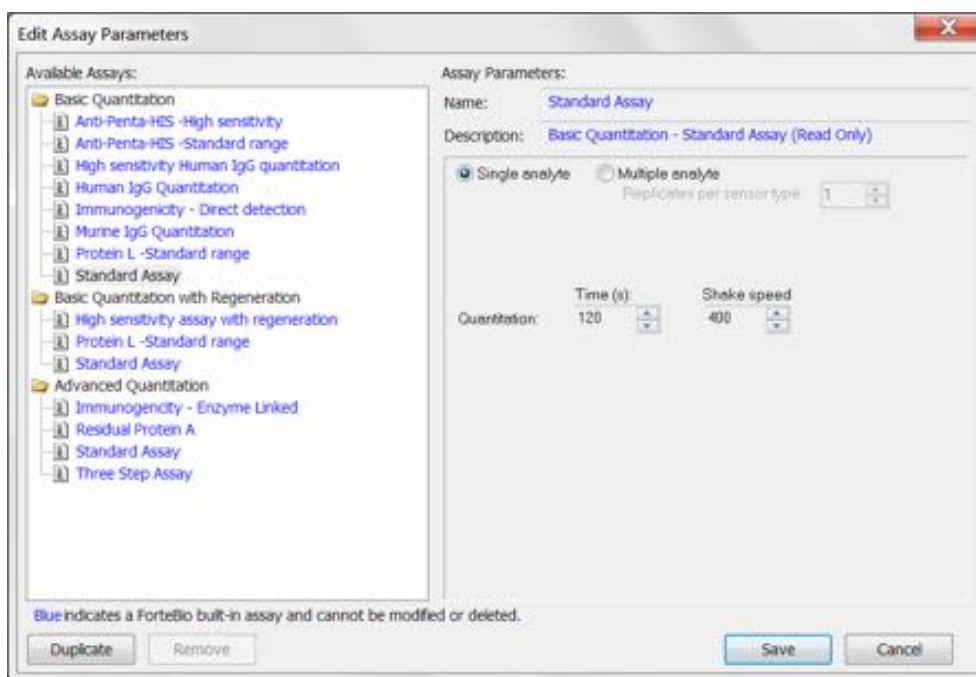 Edit Assay Parameters
Available Assays:
Basic Quantitation
Anti-Penta-HIS -High sensitivity
Anti-Penta-HIS -Standard range
High sensitivity Human IgG quantitation
Human IgG Quantitation
Immunogenicity - Direct detection
Murine IgG Quantitation
Protein L -Standard range
Standard Assay
Basic Quantitation with Regeneration
High sensitivity assay with regeneration
Protein L -Standard range
Standard Assay
Advanced Quantitation
Immunogencity - Enzyme Linked
Residual Protein A
Standard Assay
Three Step Assay
Assay Parameters:
Name: Standard Assay
Description: Basic Quantitation - Standard Assay (Read Only)
Single analyte Multiple analyte
Replicates per sensor type 1
Time (s): Shake speed
Quantitation: 120 400
Blue indicates a ForteBio built-in assay and cannot be modified or deleted.
Duplicate Remove Save Cancel